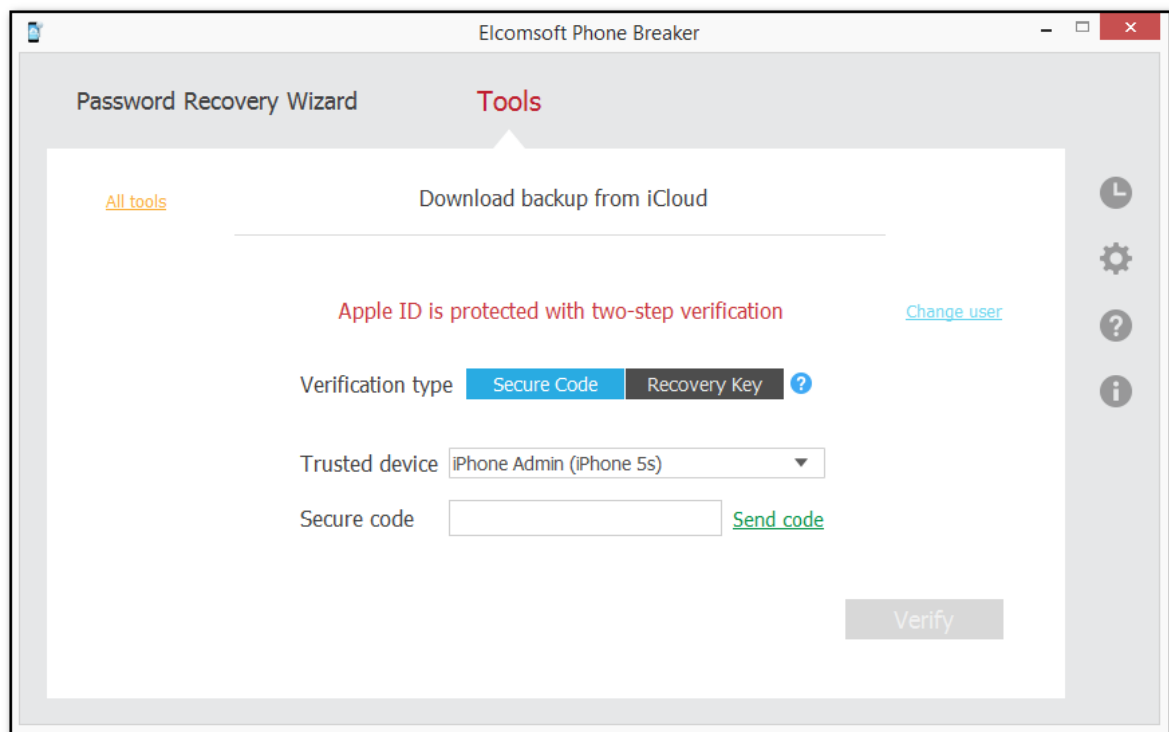 Elcomsoft Phone Breaker
Password Recovery Wizard Tools
All tools Download backup from iCloud
Apple ID is protected with two-step verification Change user
Verification type Secure Code Recovery Key ?
Trusted device iPhone Admin (iPhone 5s)
Secure code Send code
Verify